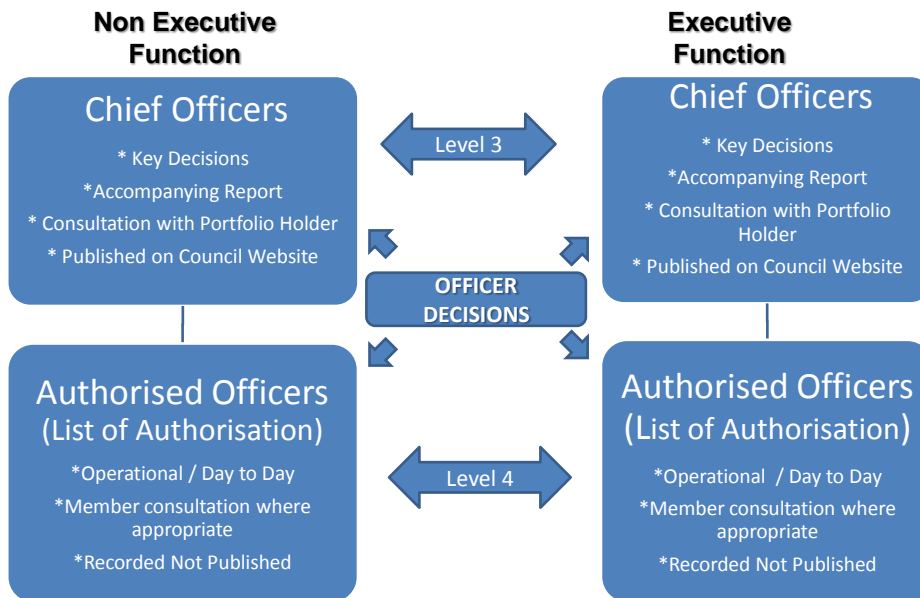 Non Executive
Function
Executive
Function
Chief Officers
* Key Decisions
*Accompanying Report
* Consultation with Portfolio Holder
* Published on Council Website
Level 3
Chief Officers
* Key Decisions
*Accompanying Report
* Consultation with Portfolio
Holder
* Published on Council Website
OFFICER
DECISIONS
Authorised Officers
(List of Authorisation)
*Operational / Day to Day
*Member consultation where
appropriate
*Recorded Not Published
Level 4
Authorised Officers
(List of Authorisation)
*Operational / Day to Day
*Member consultation where
appropriate
*Recorded Not Published